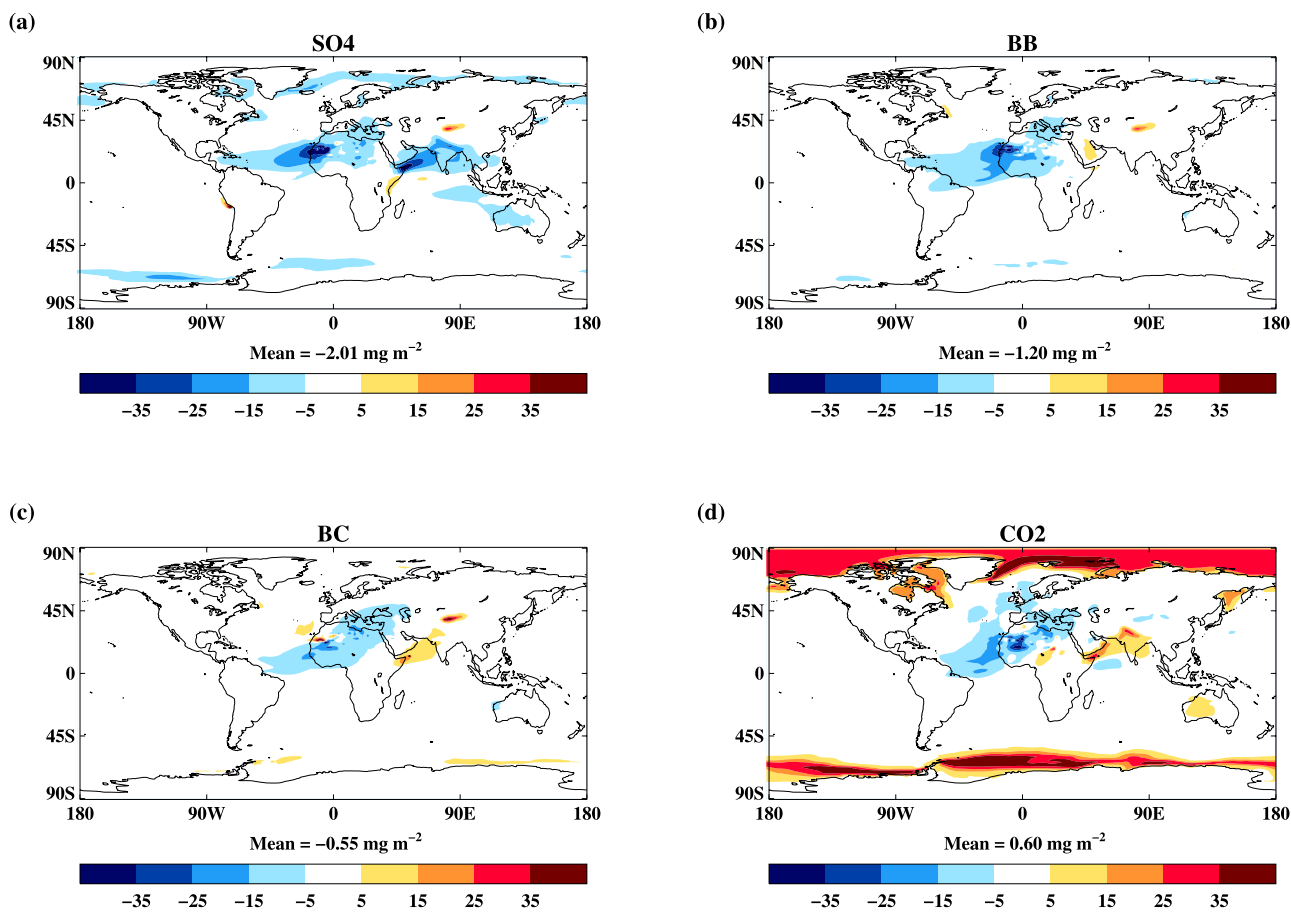 (a)
SO4
90N
45N
0
45S
90S
180 90W 0 90E 180
Mean = −2.01 mg m⁻²
−35 −25 −15 −5 5 15 25 35
(b)
BB
90N
45N
0
45S
90S
180 90W 0 90E 180
Mean = −1.20 mg m⁻²
−35 −25 −15 −5 5 15 25 35
(c)
BC
90N
45N
0
45S
90S
180 90W 0 90E 180
Mean = −0.55 mg m⁻²
−35 −25 −15 −5 5 15 25 35
(d)
CO2
90N
45N
0
45S
90S
180 90W 0 90E 180
Mean = 0.60 mg m⁻²
−35 −25 −15 −5 5 15 25 35